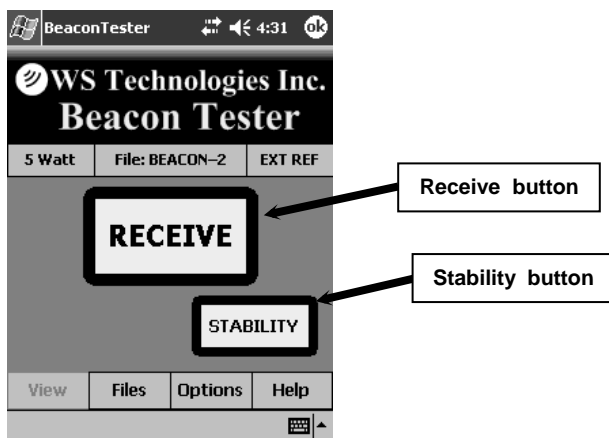 BeaconTester 4:31 ok
WS Technologies Inc.
Beacon Tester
5 Watt File: BEACON–2 EXT REF
Receive button
RECEIVE
Stability button
STABILITY
View Files Options Help